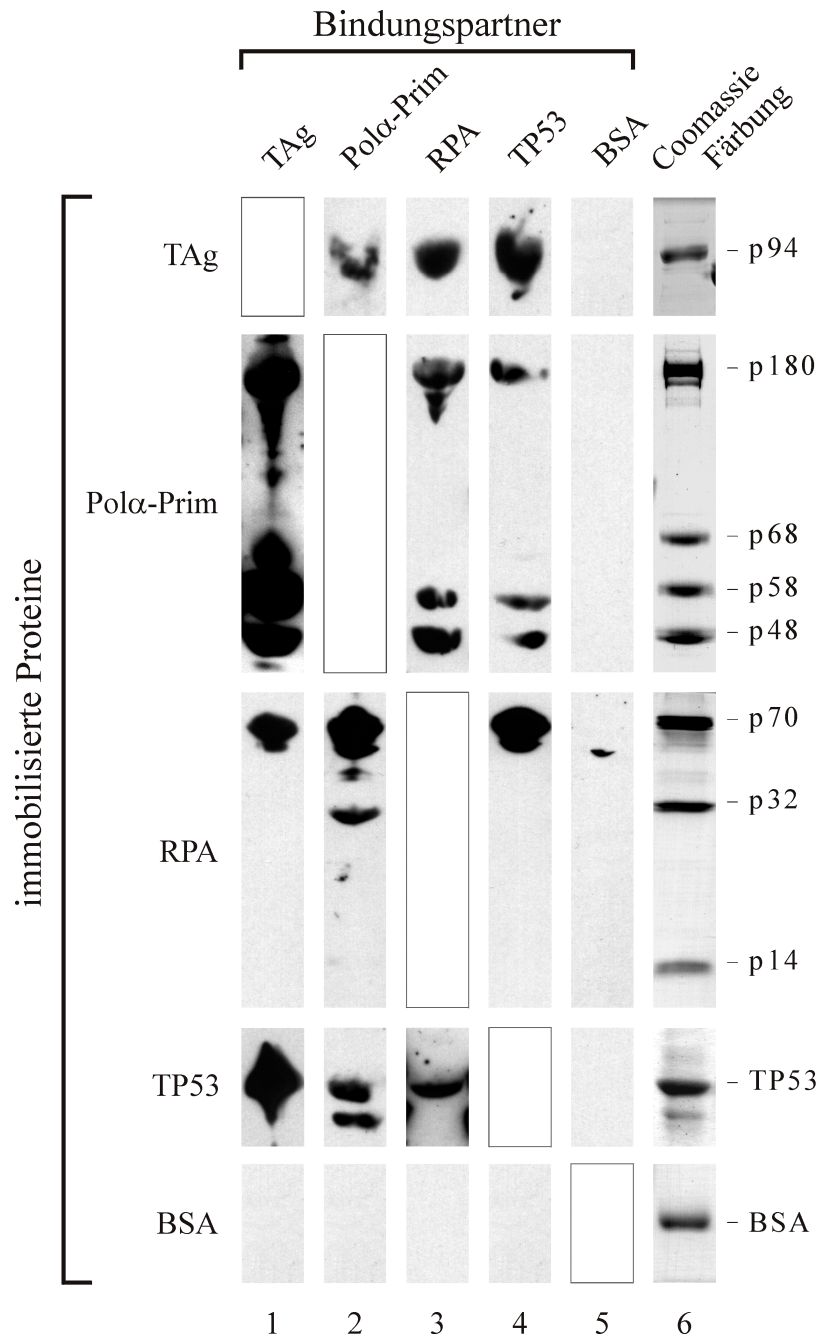 Bindungspartner
TAg
Polα-Prim
RPA
TP53
BSA
Coomassie
Färbung
immobilisierte Proteine
TAg
- p94
Polα-Prim
- p180
- p68
- p58
- p48
RPA
- p70
- p32
- p14
TP53
- TP53
BSA
- BSA
1 2 3 4 5 6